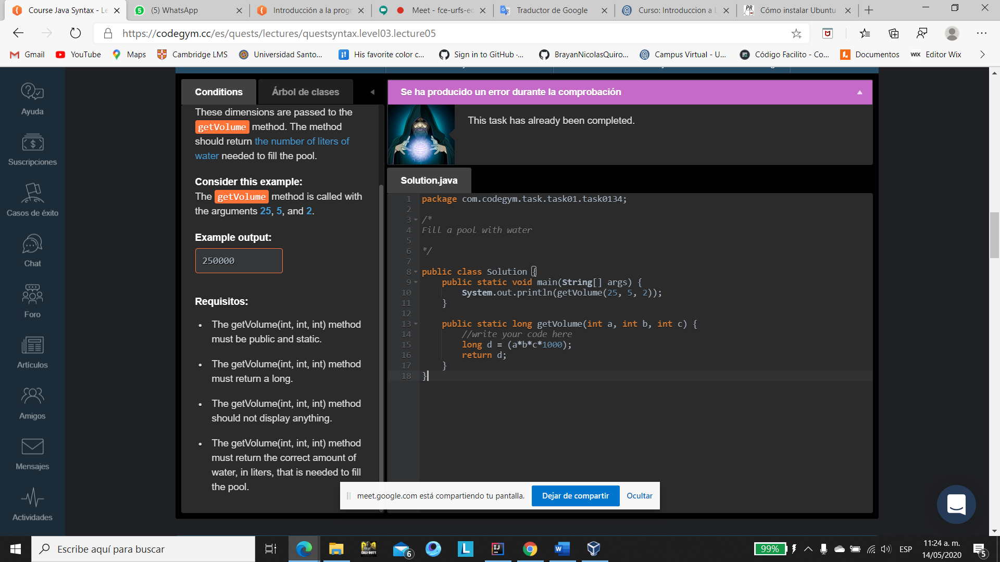 Course Java Syntax - Le
(5) WhatsApp
Introducción a la progr
Meet - fce-urfs-ec
Traductor de Google
Curso: Introduccion a L
Cómo instalar Ubuntu
https://codegym.cc/es/quests/lectures/questsyntax.level03.lecture05
Gmail
YouTube
Maps
Cambridge LMS
Universidad Santo...
His favorite color c...
Sign in to GitHub ·...
BrayanNicolasQuiro...
Campus Virtual - U...
Código Facilito - Co...
Documentos
WIX Editor Wix
Ayuda
Suscripciones
Casos de éxito
Chat
Foro
Artículos
Amigos
Mensajes
Actividades
Conditions
Árbol de clases
These dimensions are passed to the
getVolume method. The method
should return the number of liters of
water needed to fill the pool.
Consider this example:
The getVolume method is called with
the arguments 25, 5, and 2.
Example output:
250000
Requisitos:
• The getVolume(int, int, int) method
must be public and static.
• The getVolume(int, int, int) method
must return a long.
• The getVolume(int, int, int) method
should not display anything.
• The getVolume(int, int, int) method
must return the correct amount of
water, in liters, that is needed to fill
the pool.
Se ha producido un error durante la comprobación
This task has already been completed.
Solution.java
1 package com.codegym.task.task01.task0134;
2
3 /*
4 Fill a pool with water
5
6 */
7
8 public class Solution {
9 public static void main(String[] args) {
10 System.out.println(getVolume(25, 5, 2));
11 }
12
13 public static long getVolume(int a, int b, int c) {
14 //write your code here
15 long d = (a*b*c*1000);
16 return d;
17 }
18 }
meet.google.com está compartiendo tu pantalla.
Dejar de compartir
Ocultar
Escribe aquí para buscar
6
99%
ESP
11:24 a. m.
14/05/2020
5